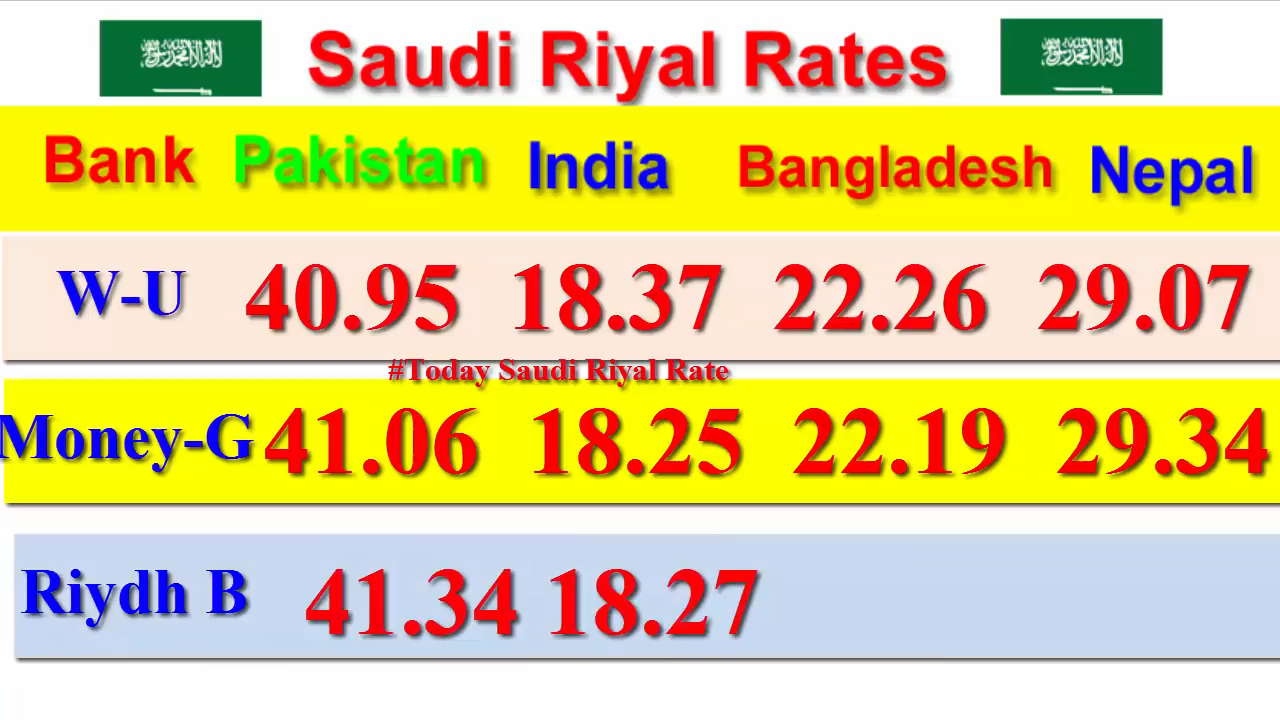 Saudi Riyal Rates
Bank Pakistan India Bangladesh Nepal
W-U 40.95 18.37 22.26 29.07
#Today Saudi Riyal Rate
Money-G 41.06 18.25 22.19 29.34
Riydh B 41.34 18.27